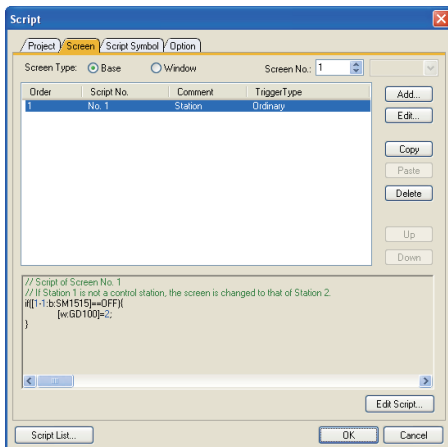 Script
Project Screen Script Symbol Option
Screen Type: Base Window Screen No.: 1
Order Script No. Comment TriggerType
1 No. 1 Station Ordinary
Add...
Edit...
Copy
Paste
Delete
Up
Down
// Script of Screen No. 1
// If Station 1 is not a control station, the screen is changed to that of Station 2.
if([1-1:b:SM1515]==OFF){
[w:GD100]=2;
}
Edit Script...
Script List... OK Cancel